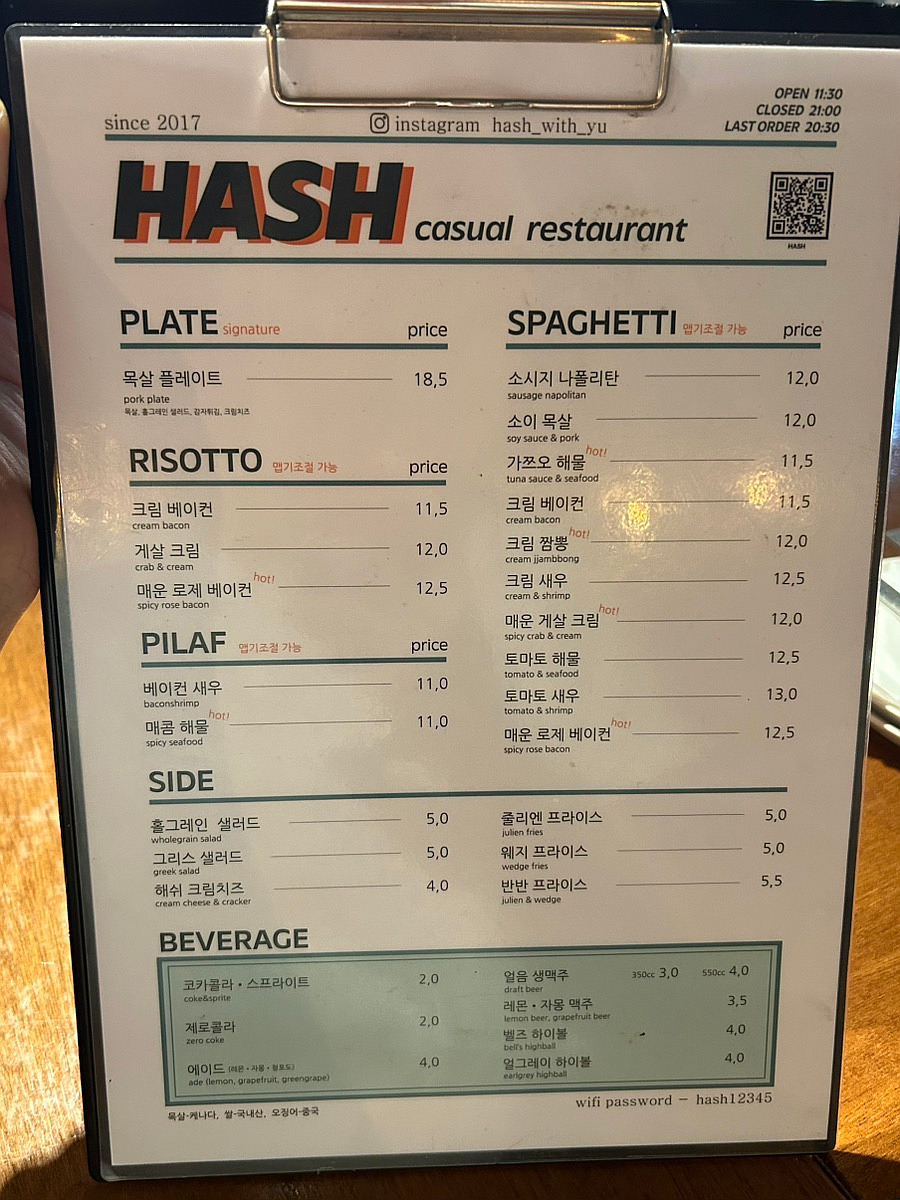 since 2017
instagram hash_with_yu
OPEN 11:30
CLOSED 21:00
LAST ORDER 20:30
HASH casual restaurant
HASH
PLATE signature price
목살 플레이트 18,5
pork plate
목살, 홀그레인 샐러드, 감자튀김, 크림치즈
RISOTTO 맵기조절 가능 price
크림 베이컨 11,5
cream bacon
게살 크림 12,0
crab & cream
매운 로제 베이컨 hot! 12,5
spicy rose bacon
PILAF 맵기조절 가능 price
베이컨 새우 11,0
baconshrimp
매콤 해물 hot! 11,0
spicy seafood
SPAGHETTI 맵기조절 가능 price
소시지 나폴리탄 12,0
sausage napolitan
소이 목살 12,0
soy sauce & pork
가쯔오 해물 hot! 11,5
tuna sauce & seafood
크림 베이컨 11,5
cream bacon
크림 짬뽕 hot! 12,0
cream jjambbong
크림 새우 12,5
cream & shrimp
매운 게살 크림 hot! 12,0
spicy crab & cream
토마토 해물 12,5
tomato & seafood
토마토 새우 13,0
tomato & shrimp
매운 로제 베이컨 hot! 12,5
spicy rose bacon
SIDE
홀그레인 샐러드 5,0
wholegrain salad
그리스 샐러드 5,0
greek salad
해쉬 크림치즈 4,0
cream cheese & cracker
줄리엔 프라이스 5,0
julien fries
웨지 프라이스 5,0
wedge fries
반반 프라이스 5,5
julien & wedge
BEVERAGE
코카콜라 • 스프라이트 2,0
coke&sprite
제로콜라 2,0
zero coke
에이드 (레몬 • 자몽 • 청포도) 4,0
ade (lemon, grapefruit, greengrape)
얼음 생맥주 350cc 3,0 550cc 4,0
draft beer
레몬 • 자몽 맥주 3,5
lemon beer, grapefruit beer
벨즈 하이볼 4,0
bell's highball
얼그레이 하이볼 4,0
earlgrey highball
목살-케나다, 쌀-국내산, 오징어-중국
wifi password - hash12345